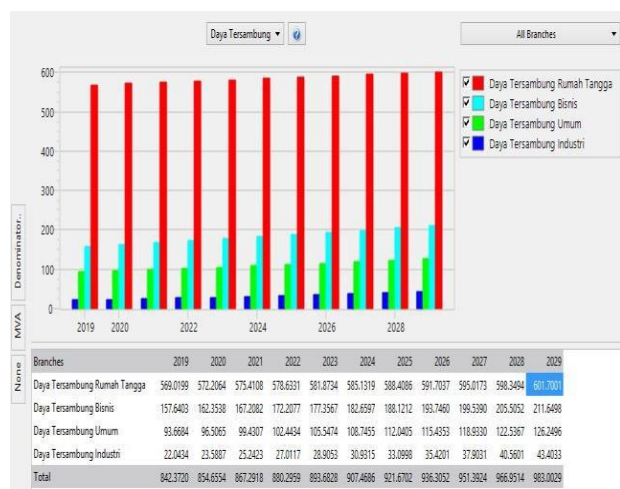 Daya Tersambung
All Branches
600
500
400
300
200
100
0
2019 2020 2022 2024 2026 2028
Daya Tersambung Rumah Tangga
Daya Tersambung Bisnis
Daya Tersambung Umum
Daya Tersambung Industri
Denominator..
MVA
None
Branches 2019 2020 2021 2022 2023 2024 2025 2026 2027 2028 2029
Daya Tersambung Rumah Tangga 569.0199 572.2064 575.4108 578.6331 581.8734 585.1319 588.4086 591.7037 595.0173 598.3494 601.7001
Daya Tersambung Bisnis 157.6403 162.3538 167.2082 172.2077 177.3567 182.6597 188.1212 193.7460 199.5390 205.5052 211.6498
Daya Tersambung Umum 93.6684 96.5065 99.4307 102.4434 105.5474 108.7455 112.0405 115.4353 118.9330 122.5367 126.2496
Daya Tersambung Industri 22.0434 23.5887 25.2423 27.0117 28.9053 30.9315 33.0998 35.4201 37.9031 40.5601 43.4033
Total 842.3720 854.6554 867.2918 880.2959 893.6828 907.4686 921.6702 936.3052 951.3924 966.9514 983.0029